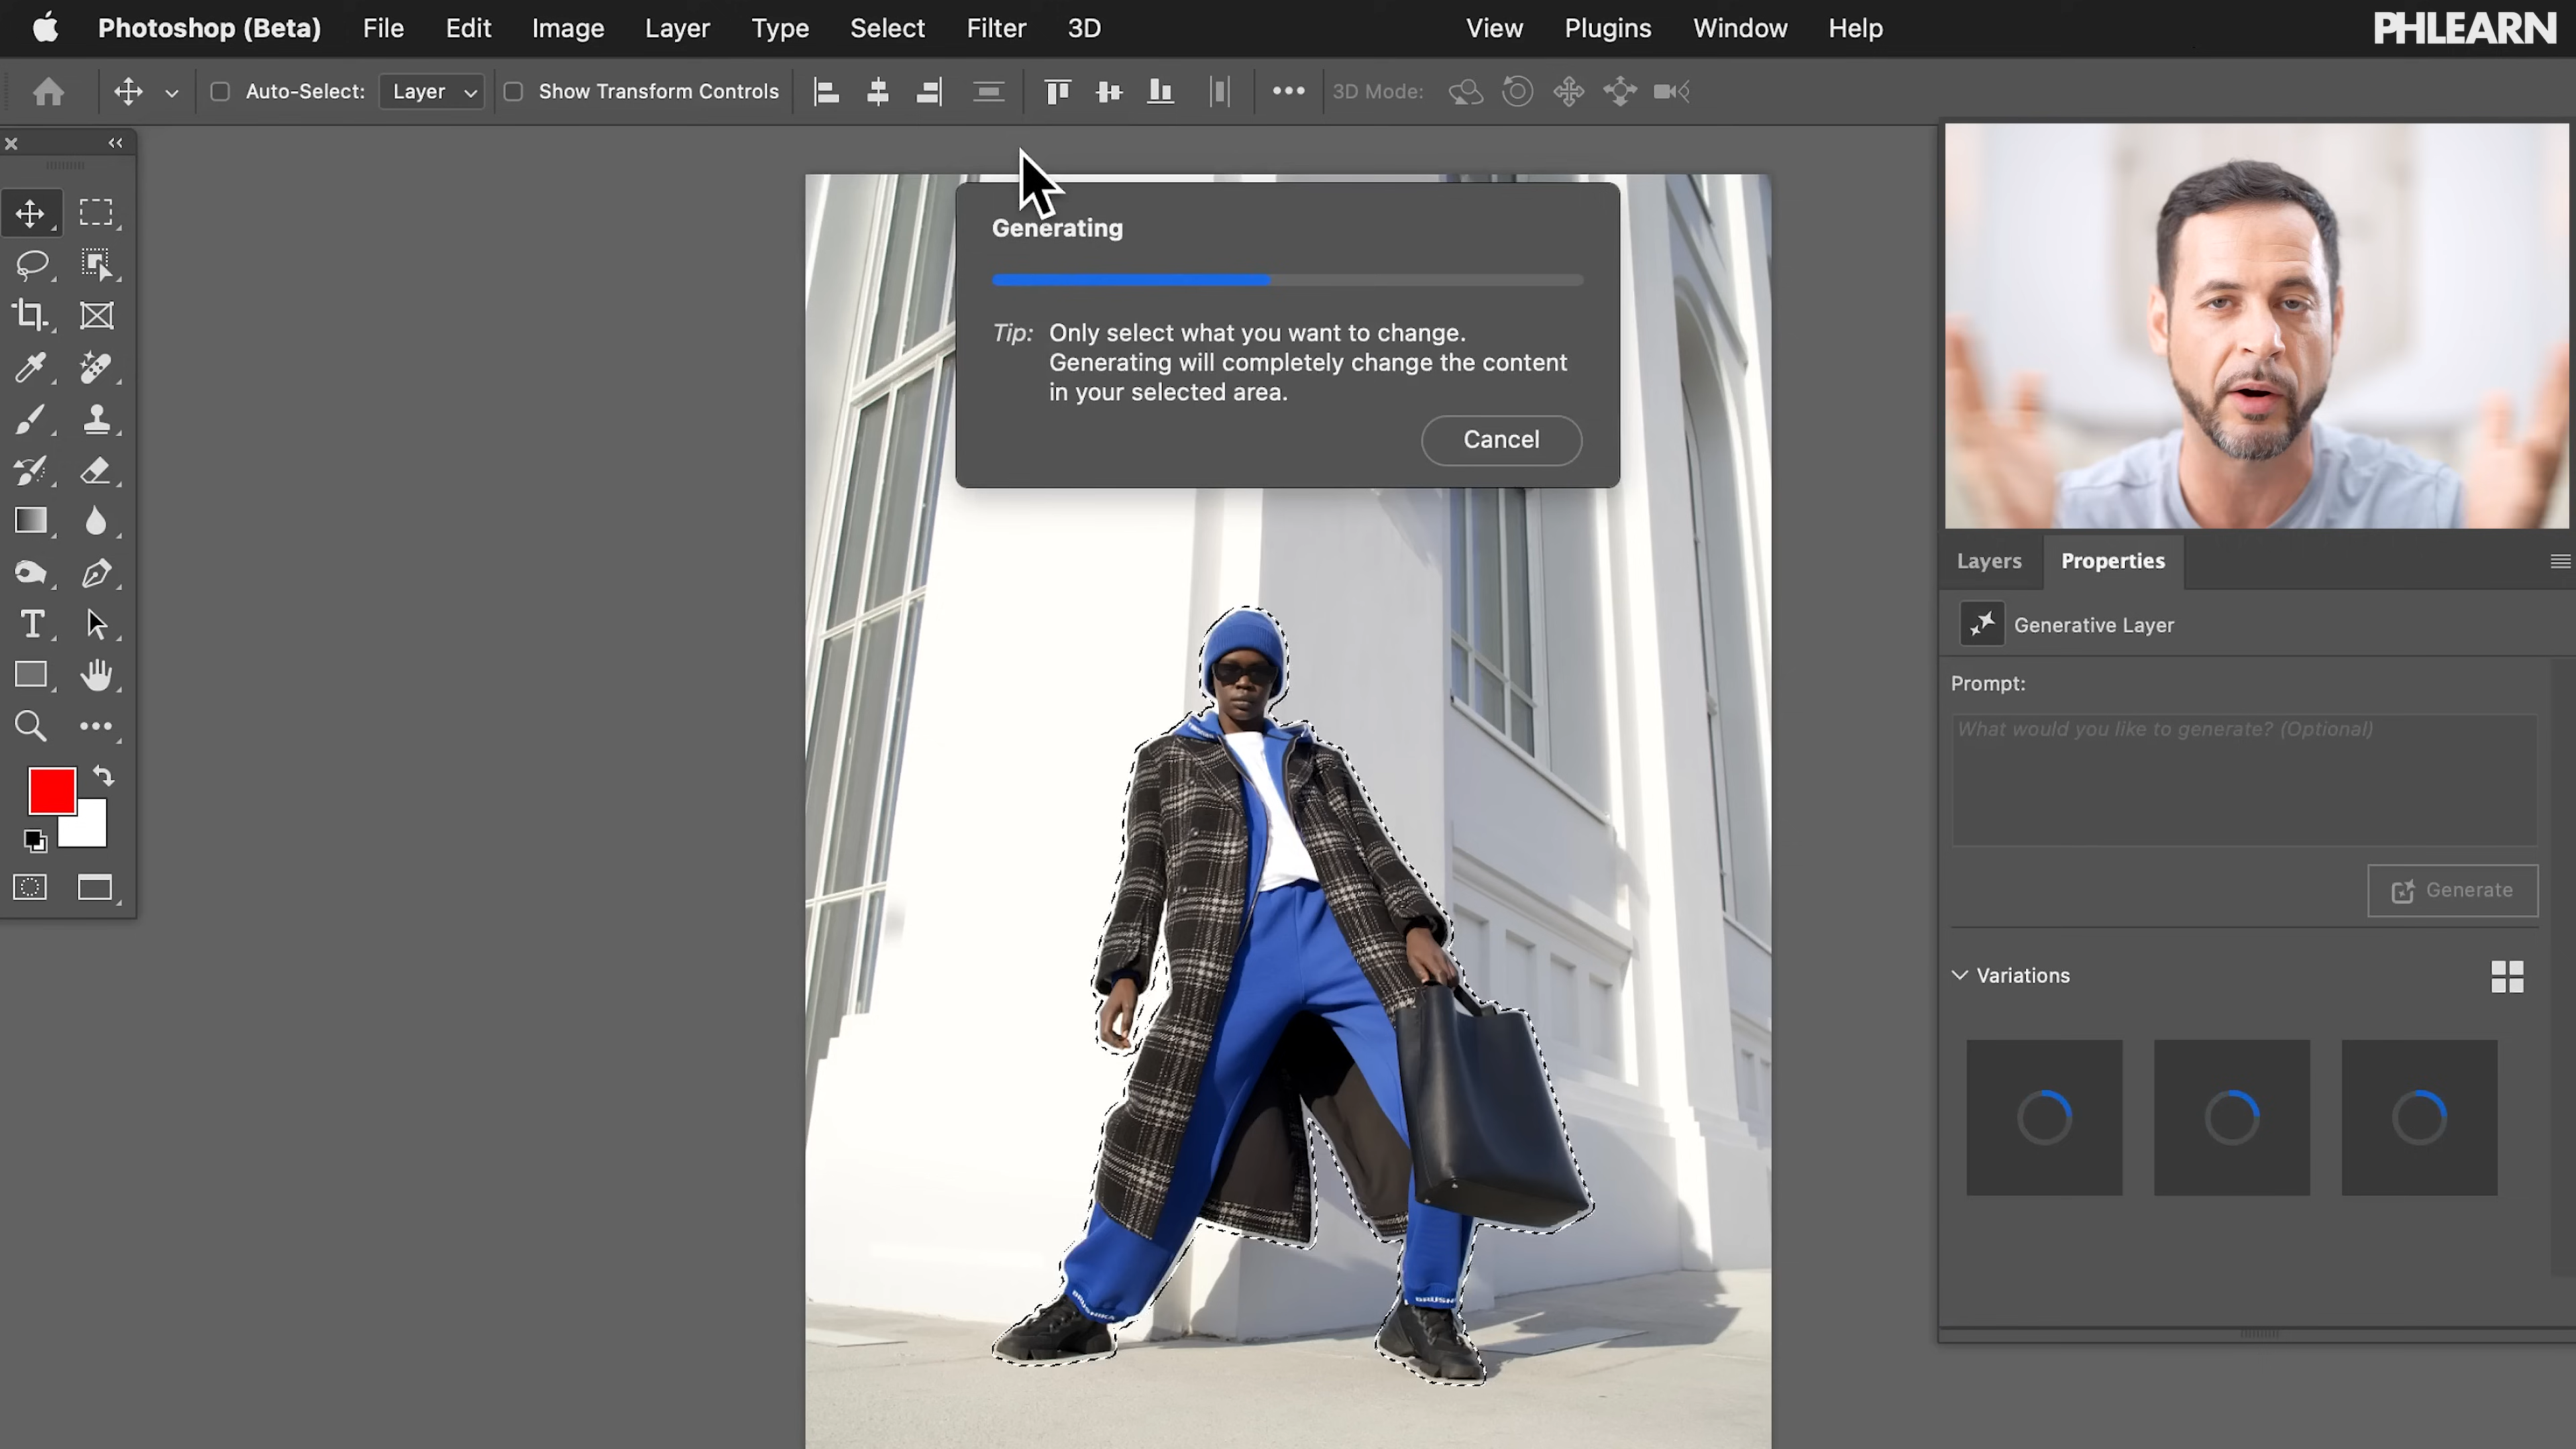 Photoshop (Beta) File Edit Image Layer Type Select Filter 3D View Plugins Window Help
PHLEARN
Auto-Select: Layer Show Transform Controls 3D Mode:
Generating
Tip: Only select what you want to change.
Generating will completely change the content
in your selected area.
Cancel
Layers Properties
Generative Layer
Prompt:
What would you like to generate? (Optional)
Generate
Variations
BRUSHKA